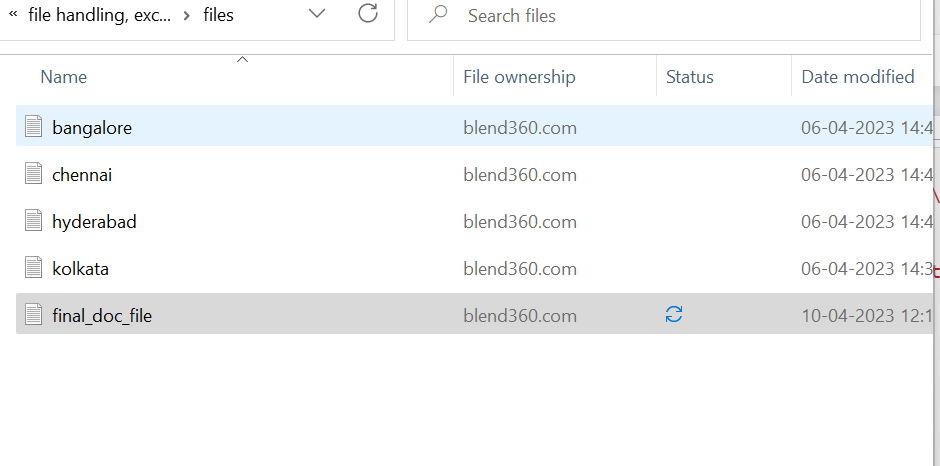 « file handling, exc... > files
Search files
Name File ownership Status Date modified
bangalore blend360.com 06-04-2023 14:4
chennai blend360.com 06-04-2023 14:4
hyderabad blend360.com 06-04-2023 14:4
kolkata blend360.com 06-04-2023 14:3
final_doc_file blend360.com 10-04-2023 12:1